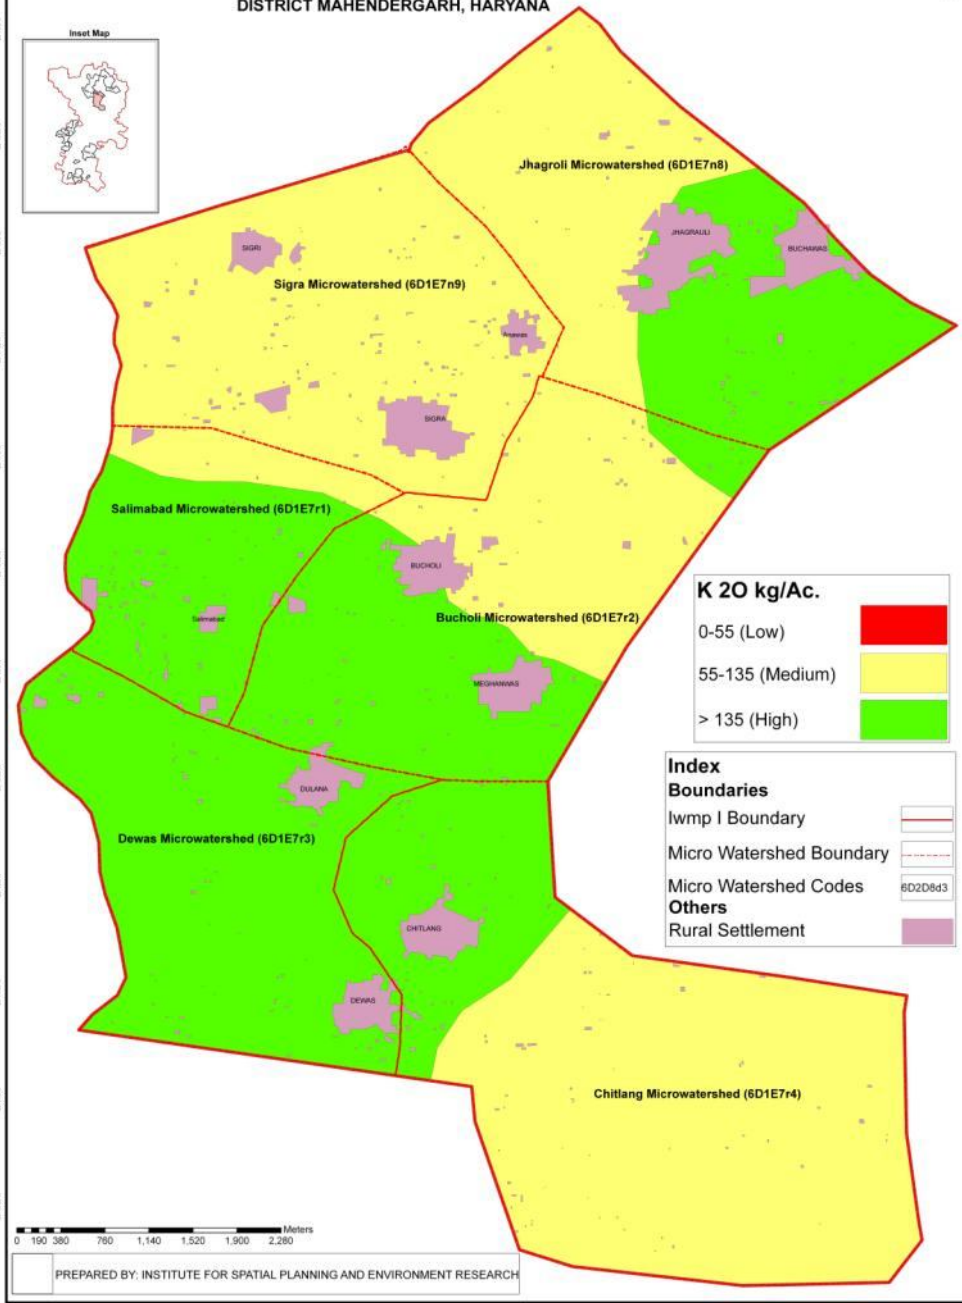 DISTRICT MAHENDERGARH, HARYANA
Inset Map
Jhagroli Microwatershed (6D1E7n8)
JHAGRAULI
BUCHAWAS
SIGRI
Sigra Microwatershed (6D1E7n9)
SIGRA
Salimabad Microwatershed (6D1E7r1)
BUCHOLI
Salimabad
Bucholi Microwatershed (6D1E7r2)
MEGHANWAS
K 2O kg/Ac.
0-55 (Low)
55-135 (Medium)
> 135 (High)
DULANA
Dewas Microwatershed (6D1E7r3)
Index
Boundaries
Iwmp I Boundary
Micro Watershed Boundary
Micro Watershed Codes 6D2D8d3
Others
Rural Settlement
CHITLANG
DEWAS
Chitlang Microwatershed (6D1E7r4)
Meters
0 190 380 760 1,140 1,520 1,900 2,280
PREPARED BY: INSTITUTE FOR SPATIAL PLANNING AND ENVIRONMENT RESEARCH